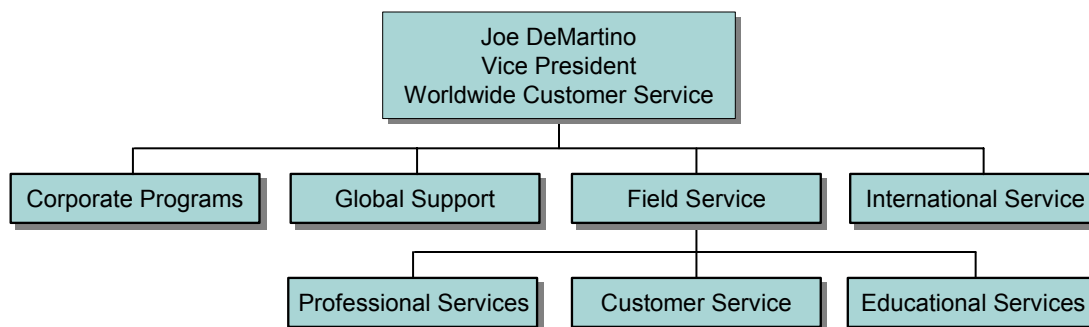 Joe DeMartino
Vice President
Worldwide Customer Service
Corporate Programs
Global Support
Field Service
International Service
Professional Services
Customer Service
Educational Services